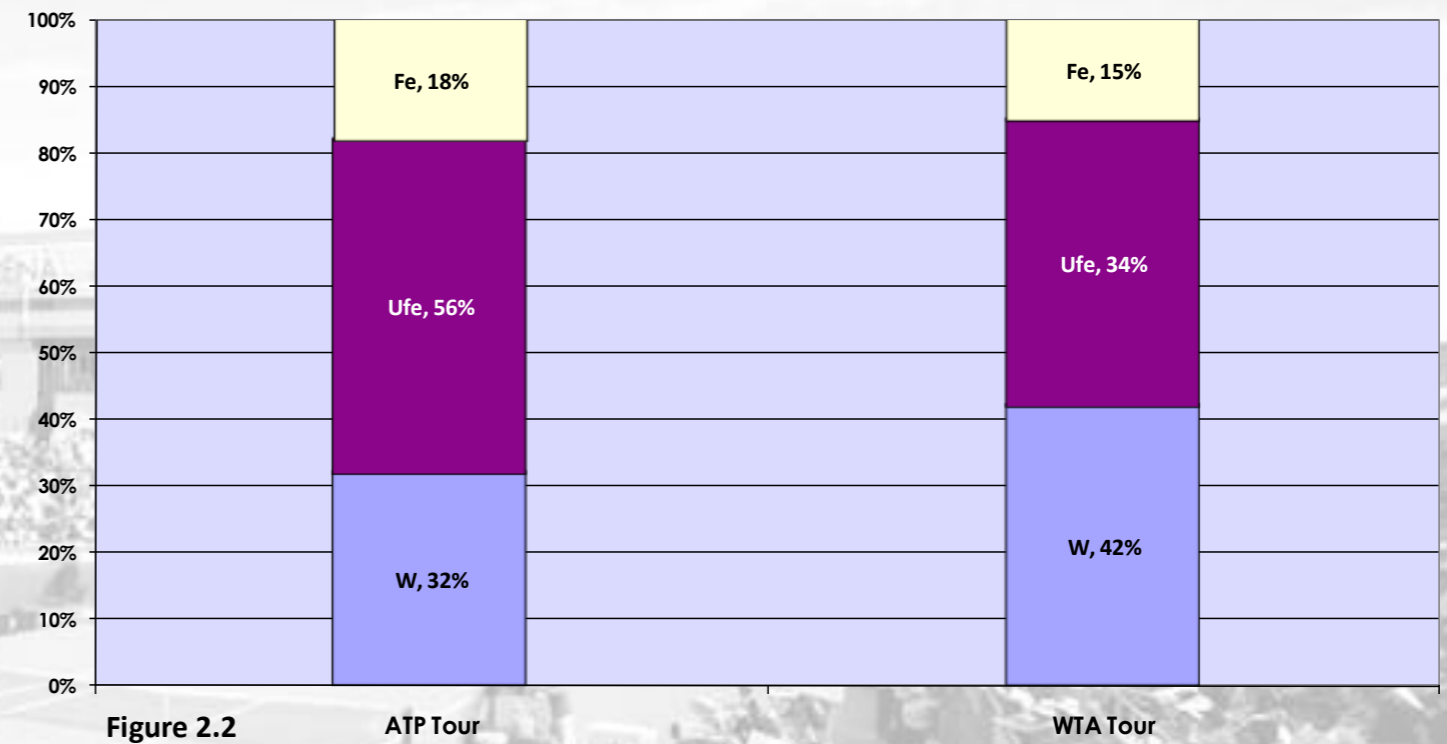 100%
90%
80%
70%
60%
50%
40%
30%
20%
10%
0%
Fe, 18%
Ufe, 56%
W, 32%
Fe, 15%
Ufe, 34%
W, 42%
Figure 2.2
ATP Tour
WTA Tour